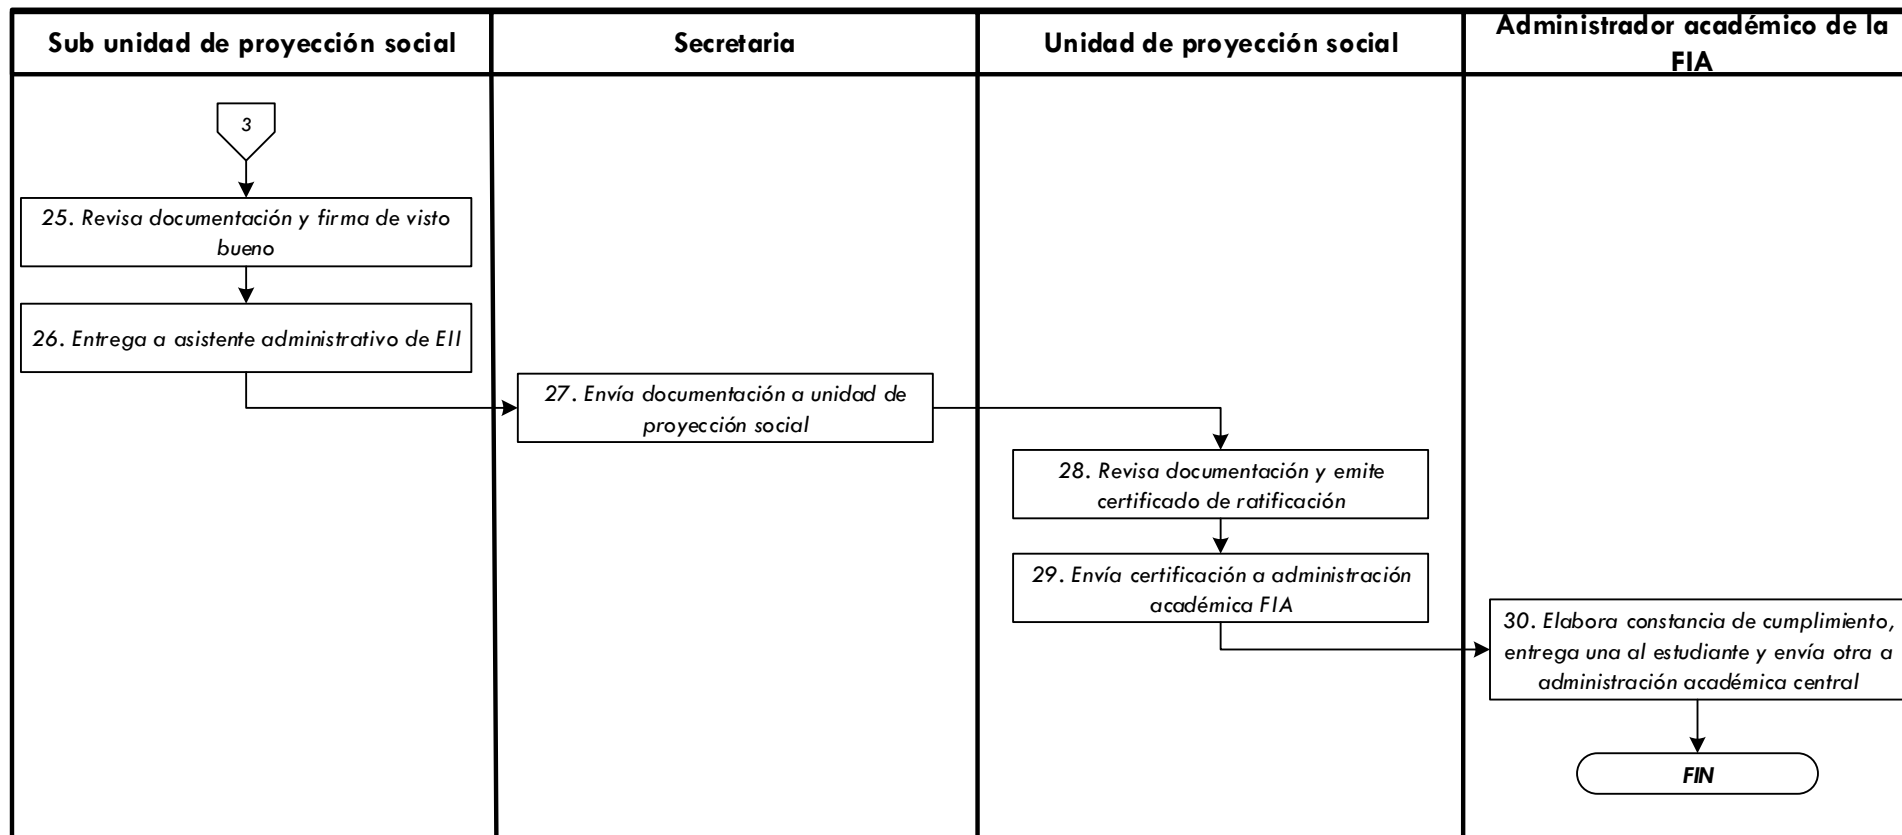 Sub unidad de proyección social
Secretaria
Unidad de proyección social
Administrador académico de la
FIA
3
25. Revisa documentación y firma de visto
bueno
26. Entrega a asistente administrativo de EII
27. Envía documentación a unidad de
proyección social
28. Revisa documentación y emite
certificado de ratificación
29. Envía certificación a administración
académica FIA
30. Elabora constancia de cumplimiento,
entrega una al estudiante y envía otra a
administración académica central
FIN